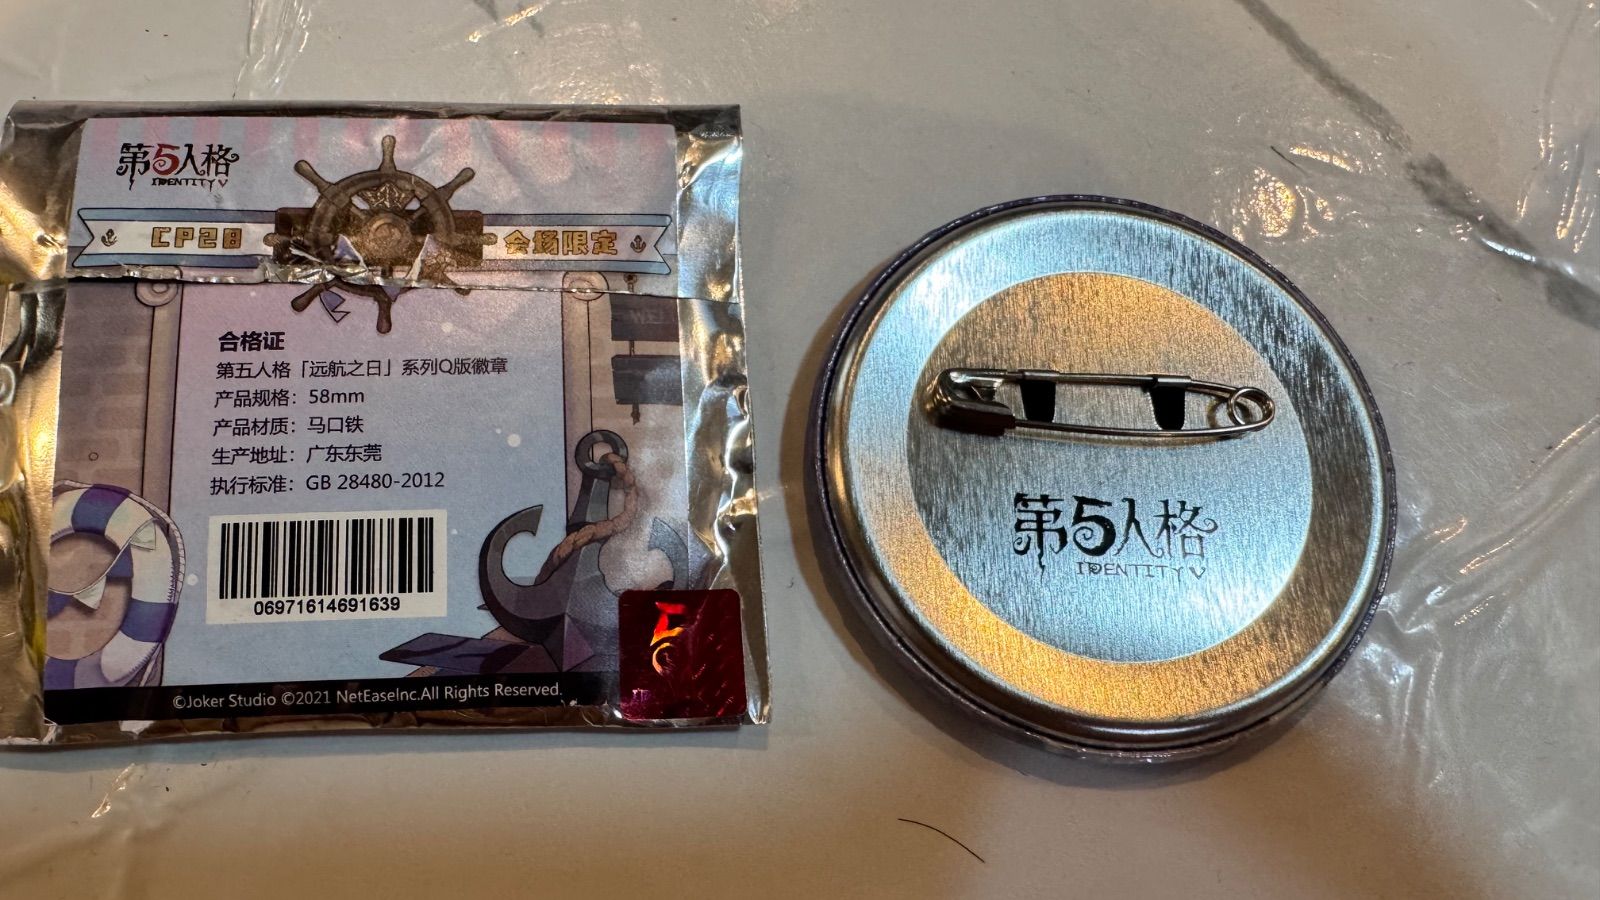 第5人格
IDENTITY V
CP28
会场限定
合格证
第五人格「远航之日」系列Q版徽章
产品规格：58mm
产品材质：马口铁
生产地址：广东东莞
执行标准：GB 28480-2012
06971614691639
©Joker Studio ©2021 NetEaseInc.All Rights Reserved.
第5人格
IDENTITY V